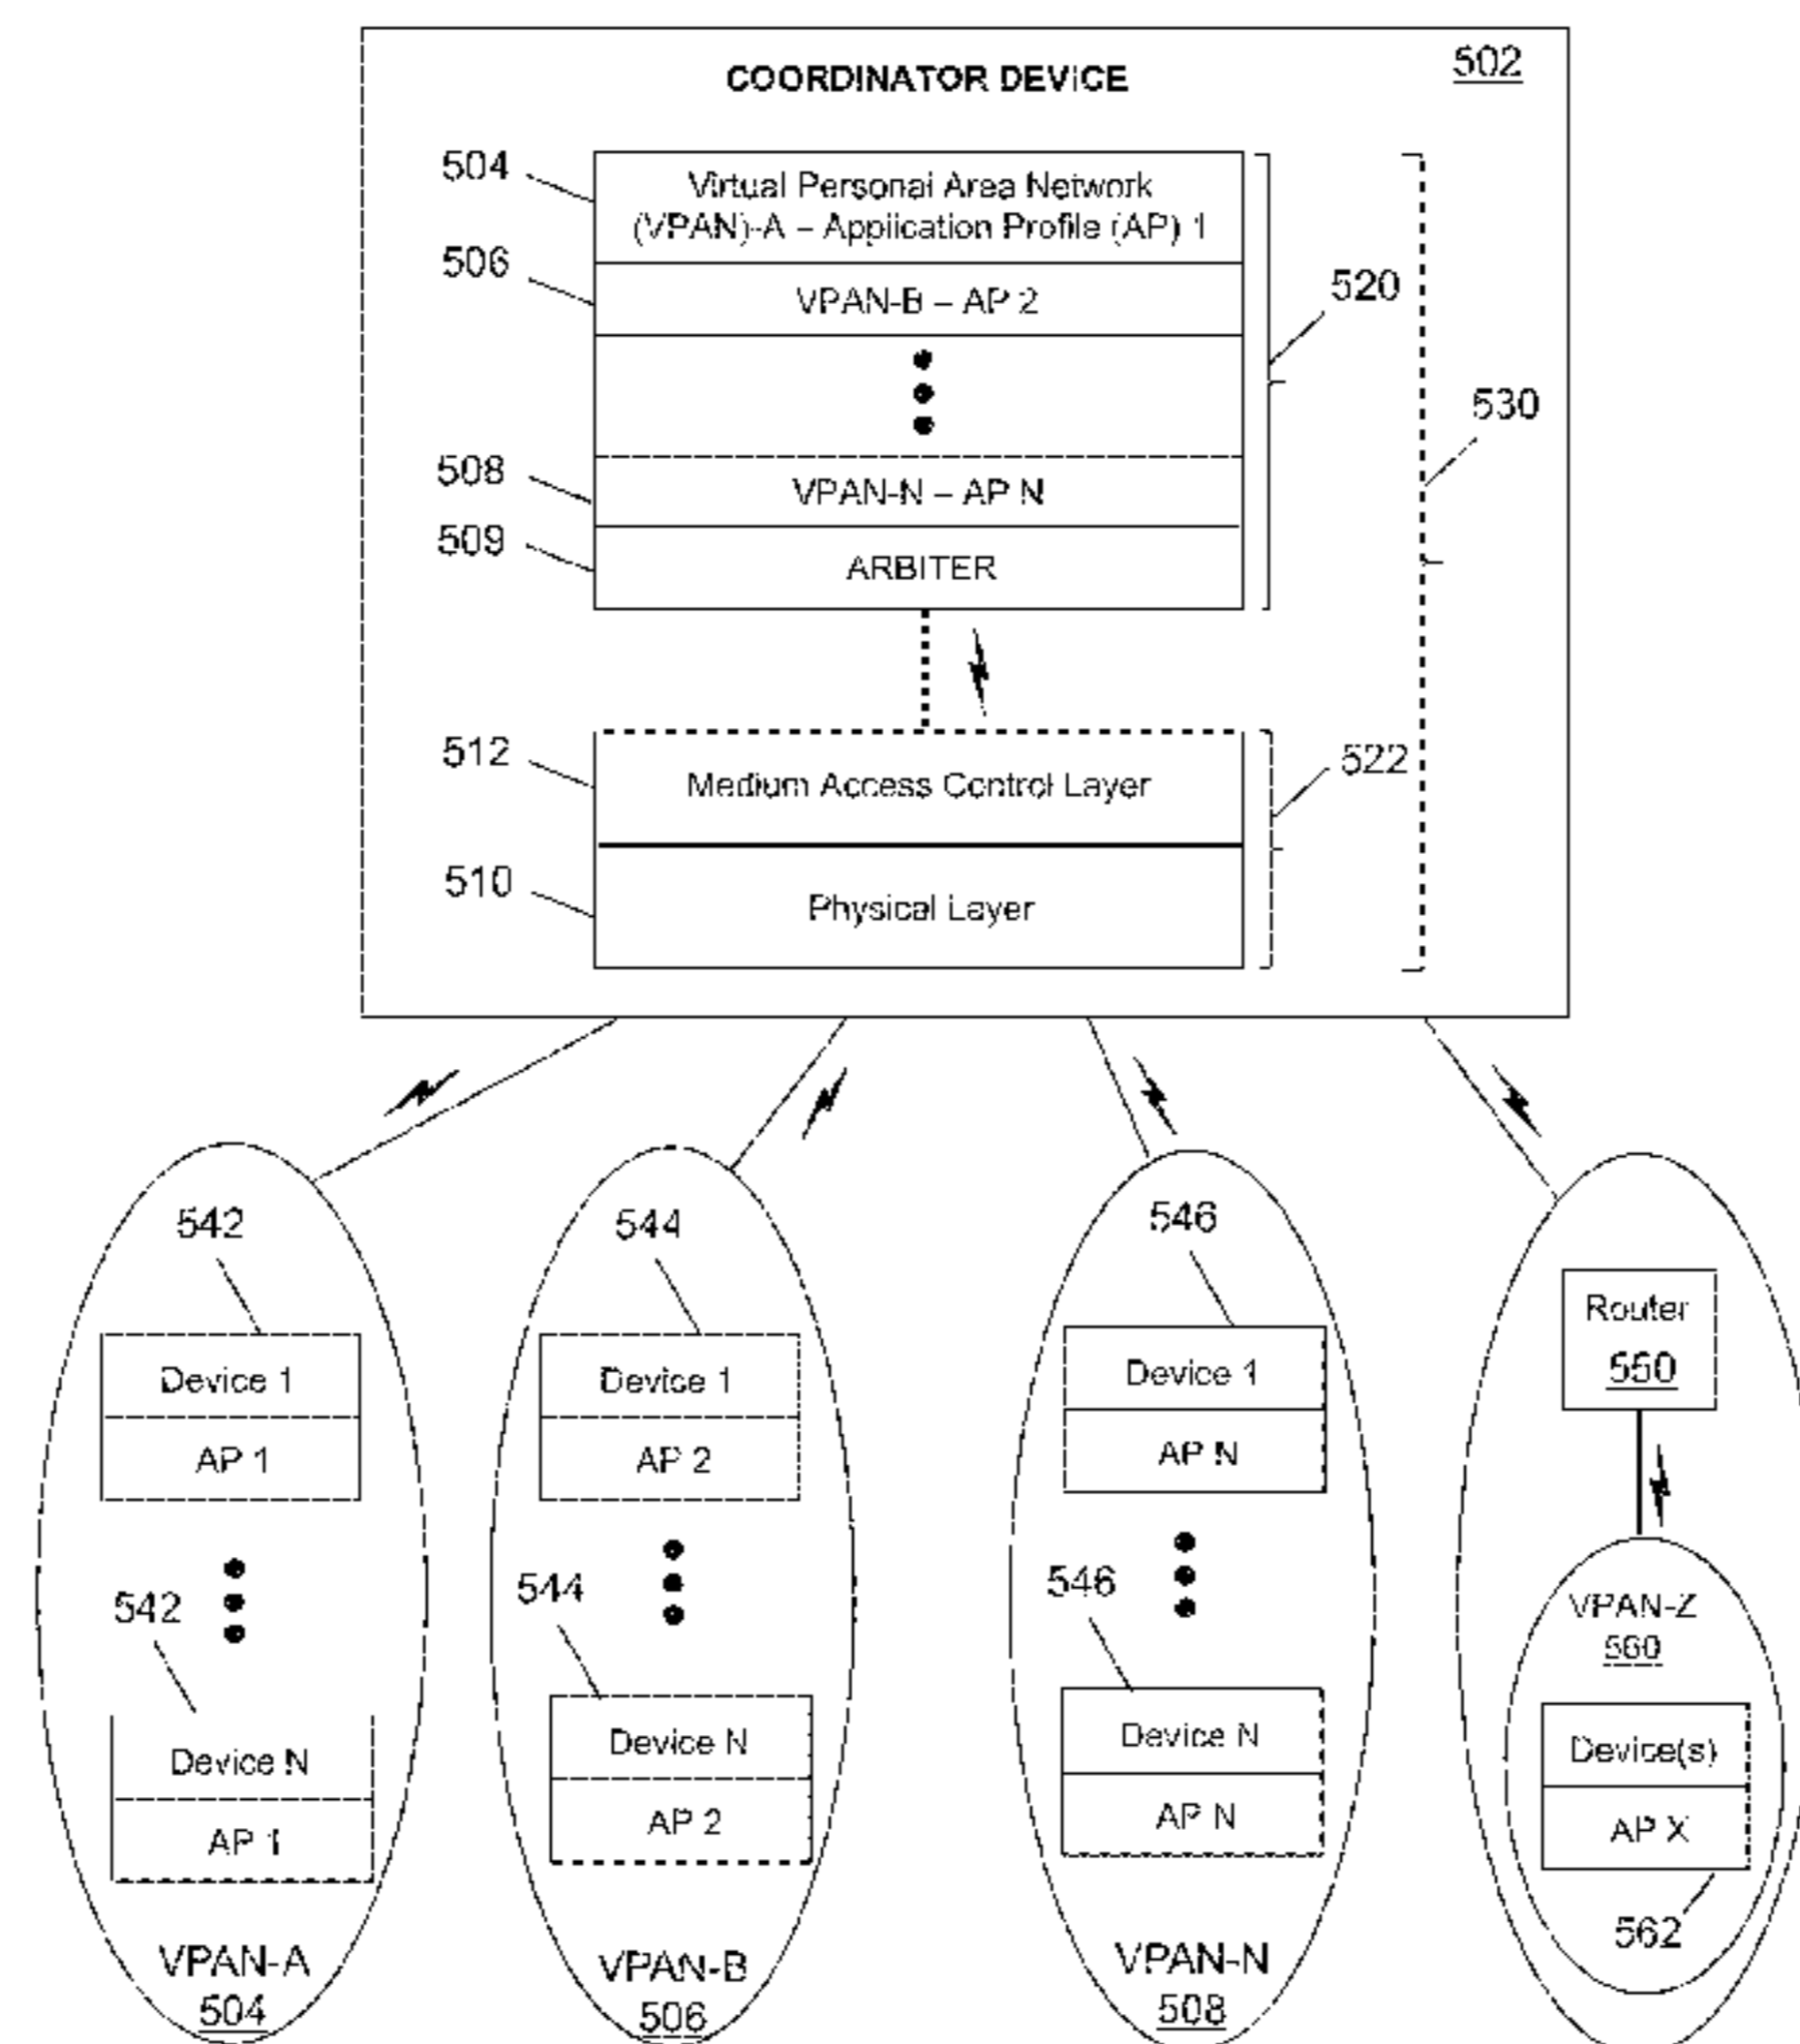 COORDINATOR DEVICE
502
504
Virtual Personal Area Network
(VPAN)-A – Application Profile (AP) 1
506
VPAN-B – AP 2
520
530
508
VPAN-N – AP N
509
ARBITER
512
Medium Access Control Layer
522
510
Physical Layer
542
Device 1
AP 1
542
Device N
AP 1
VPAN-A
504
544
Device 1
AP 2
544
Device N
AP 2
VPAN-B
506
546
Device 1
AP N
546
Device N
AP N
VPAN-N
508
Router
550
VPAN-Z
560
Device(s)
AP X
562